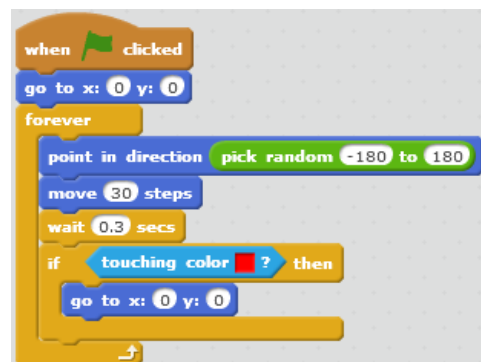 when clicked
go to x: 0 y: 0
forever
point in direction pick random -180 to 180
move 30 steps
wait 0.3 secs
if touching color ? then
go to x: 0 y: 0